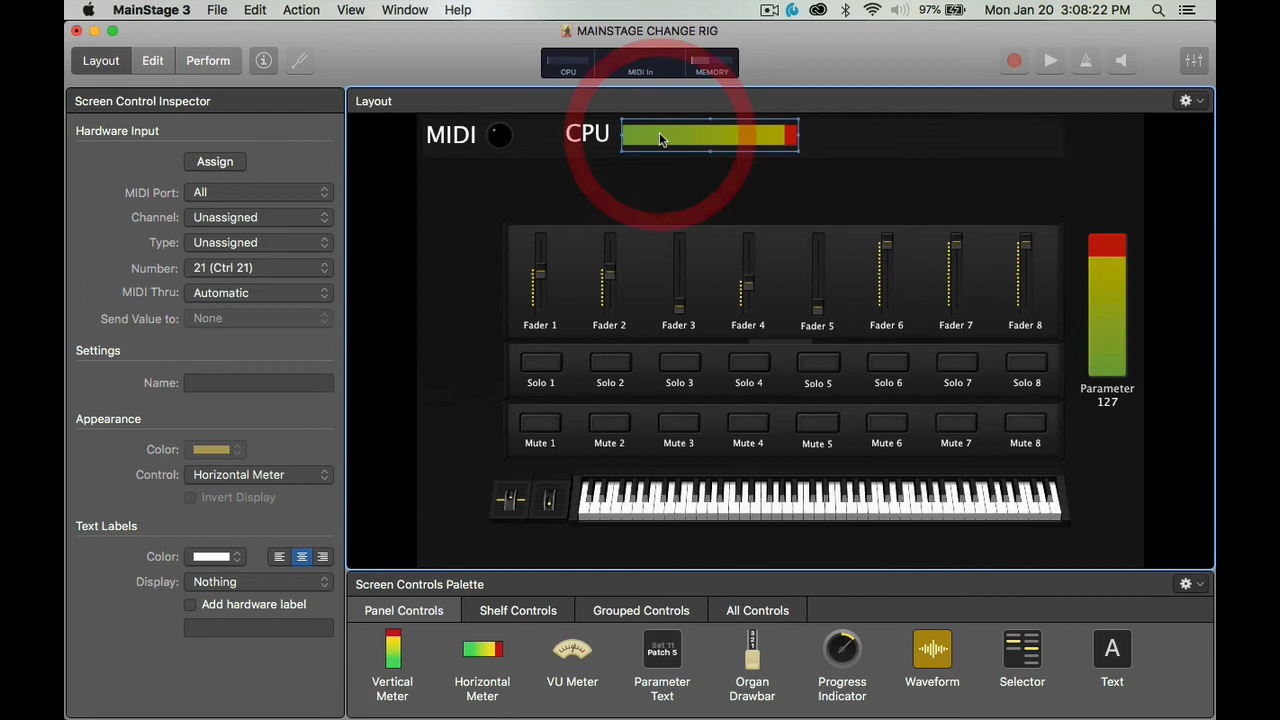 MainStage 3 File Edit Action View Window Help 97% Mon Jan 20 3:08:22 PM
MAINSTAGE CHANGE RIG
Layout Edit Perform
CPU MIDI In MEMORY
Screen Control Inspector
Hardware Input
Assign
MIDI Port: All
Channel: Unassigned
Type: Unassigned
Number: 21 (Ctrl 21)
MIDI Thru: Automatic
Send Value to: None
Settings
Name:
Appearance
Color:
Control: Horizontal Meter
Invert Display
Text Labels
Color:
Display: Nothing
Add hardware label
Layout
MIDI CPU
Fader 1 Fader 2 Fader 3 Fader 4 Fader 5 Fader 6 Fader 7 Fader 8
Solo 1 Solo 2 Solo 3 Solo 4 Solo 5 Solo 6 Solo 7 Solo 8
Mute 1 Mute 2 Mute 3 Mute 4 Mute 5 Mute 6 Mute 7 Mute 8
Parameter
127
Screen Controls Palette
Panel Controls Shelf Controls Grouped Controls All Controls
Set 11
Patch 5
3
2
1
A
Vertical Meter
Horizontal Meter
VU Meter
Parameter Text
Organ Drawbar
Progress Indicator
Waveform
Selector
Text